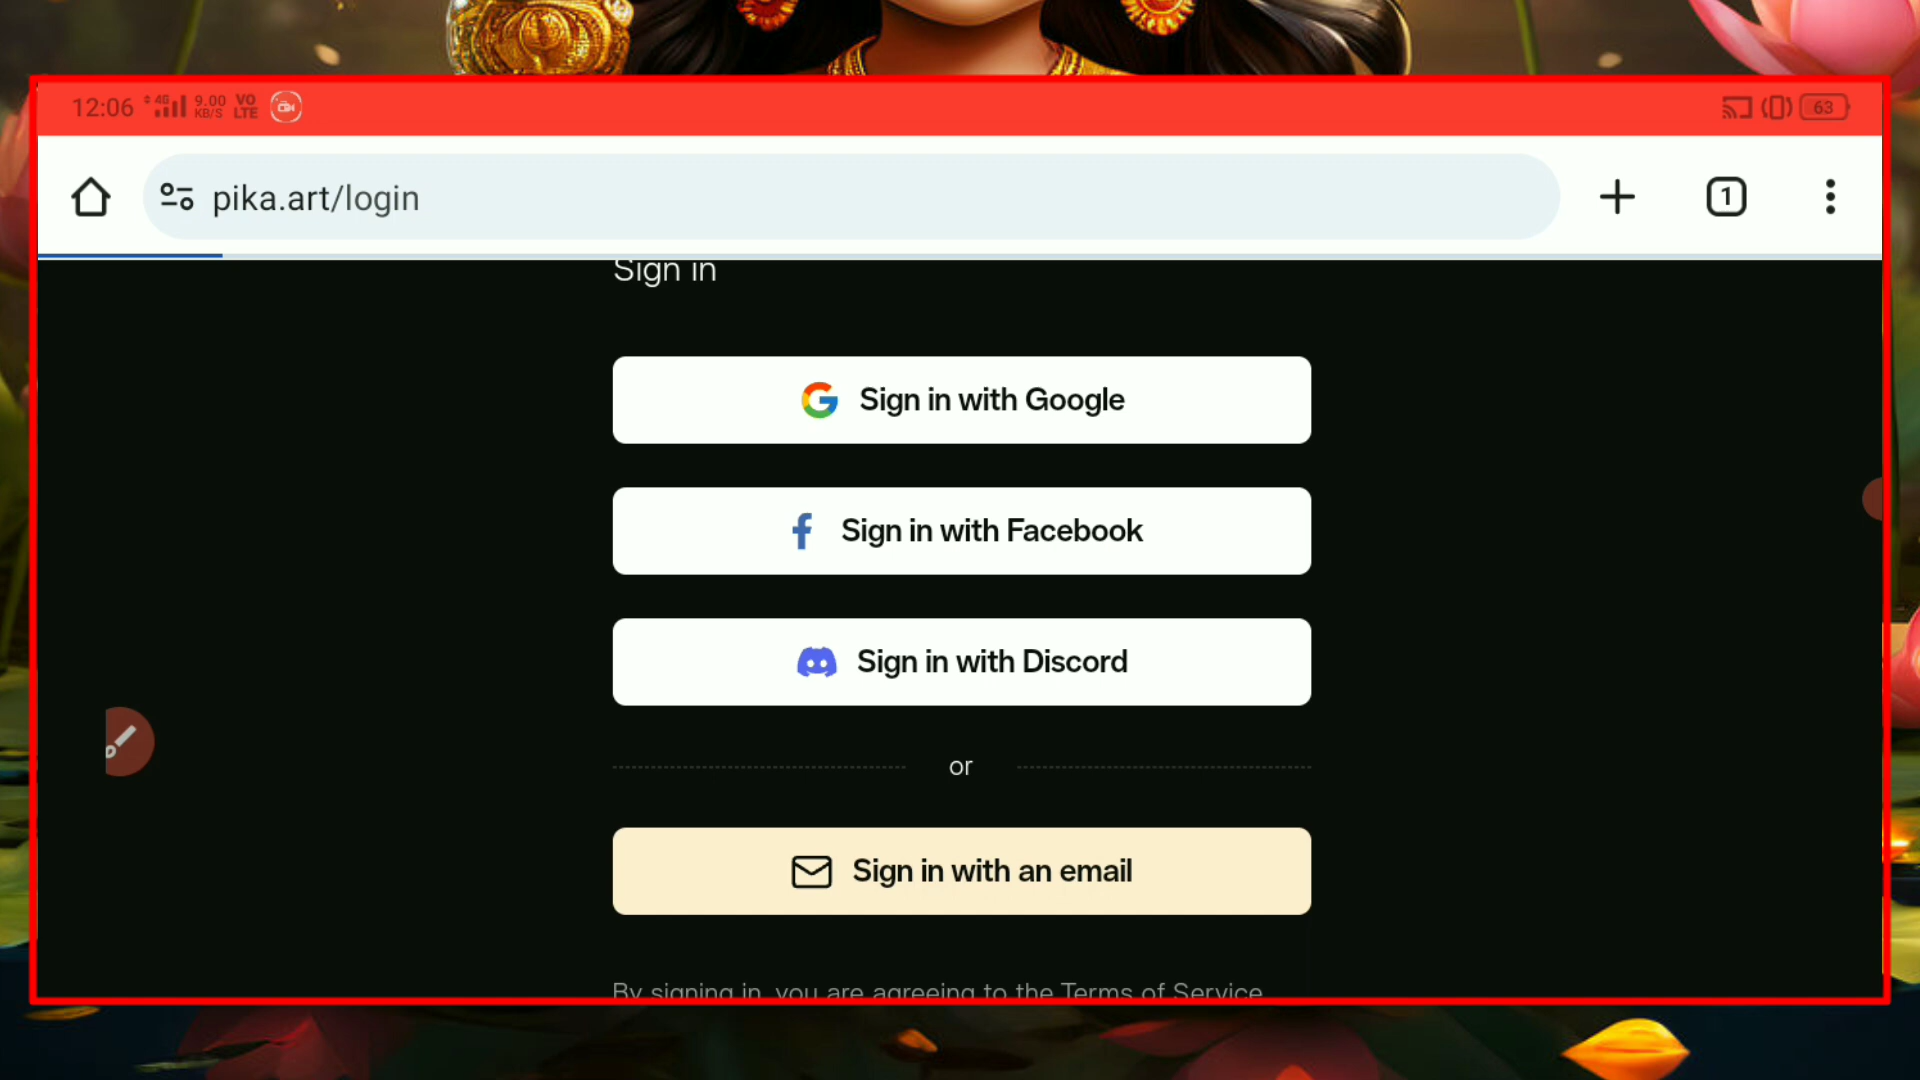 12:06 4G 9.00 KB/S VO LTE 63
pika.art/login 1
Sign in
Sign in with Google
Sign in with Facebook
Sign in with Discord
or
Sign in with an email
By signing in, you are agreeing to the Terms of Service